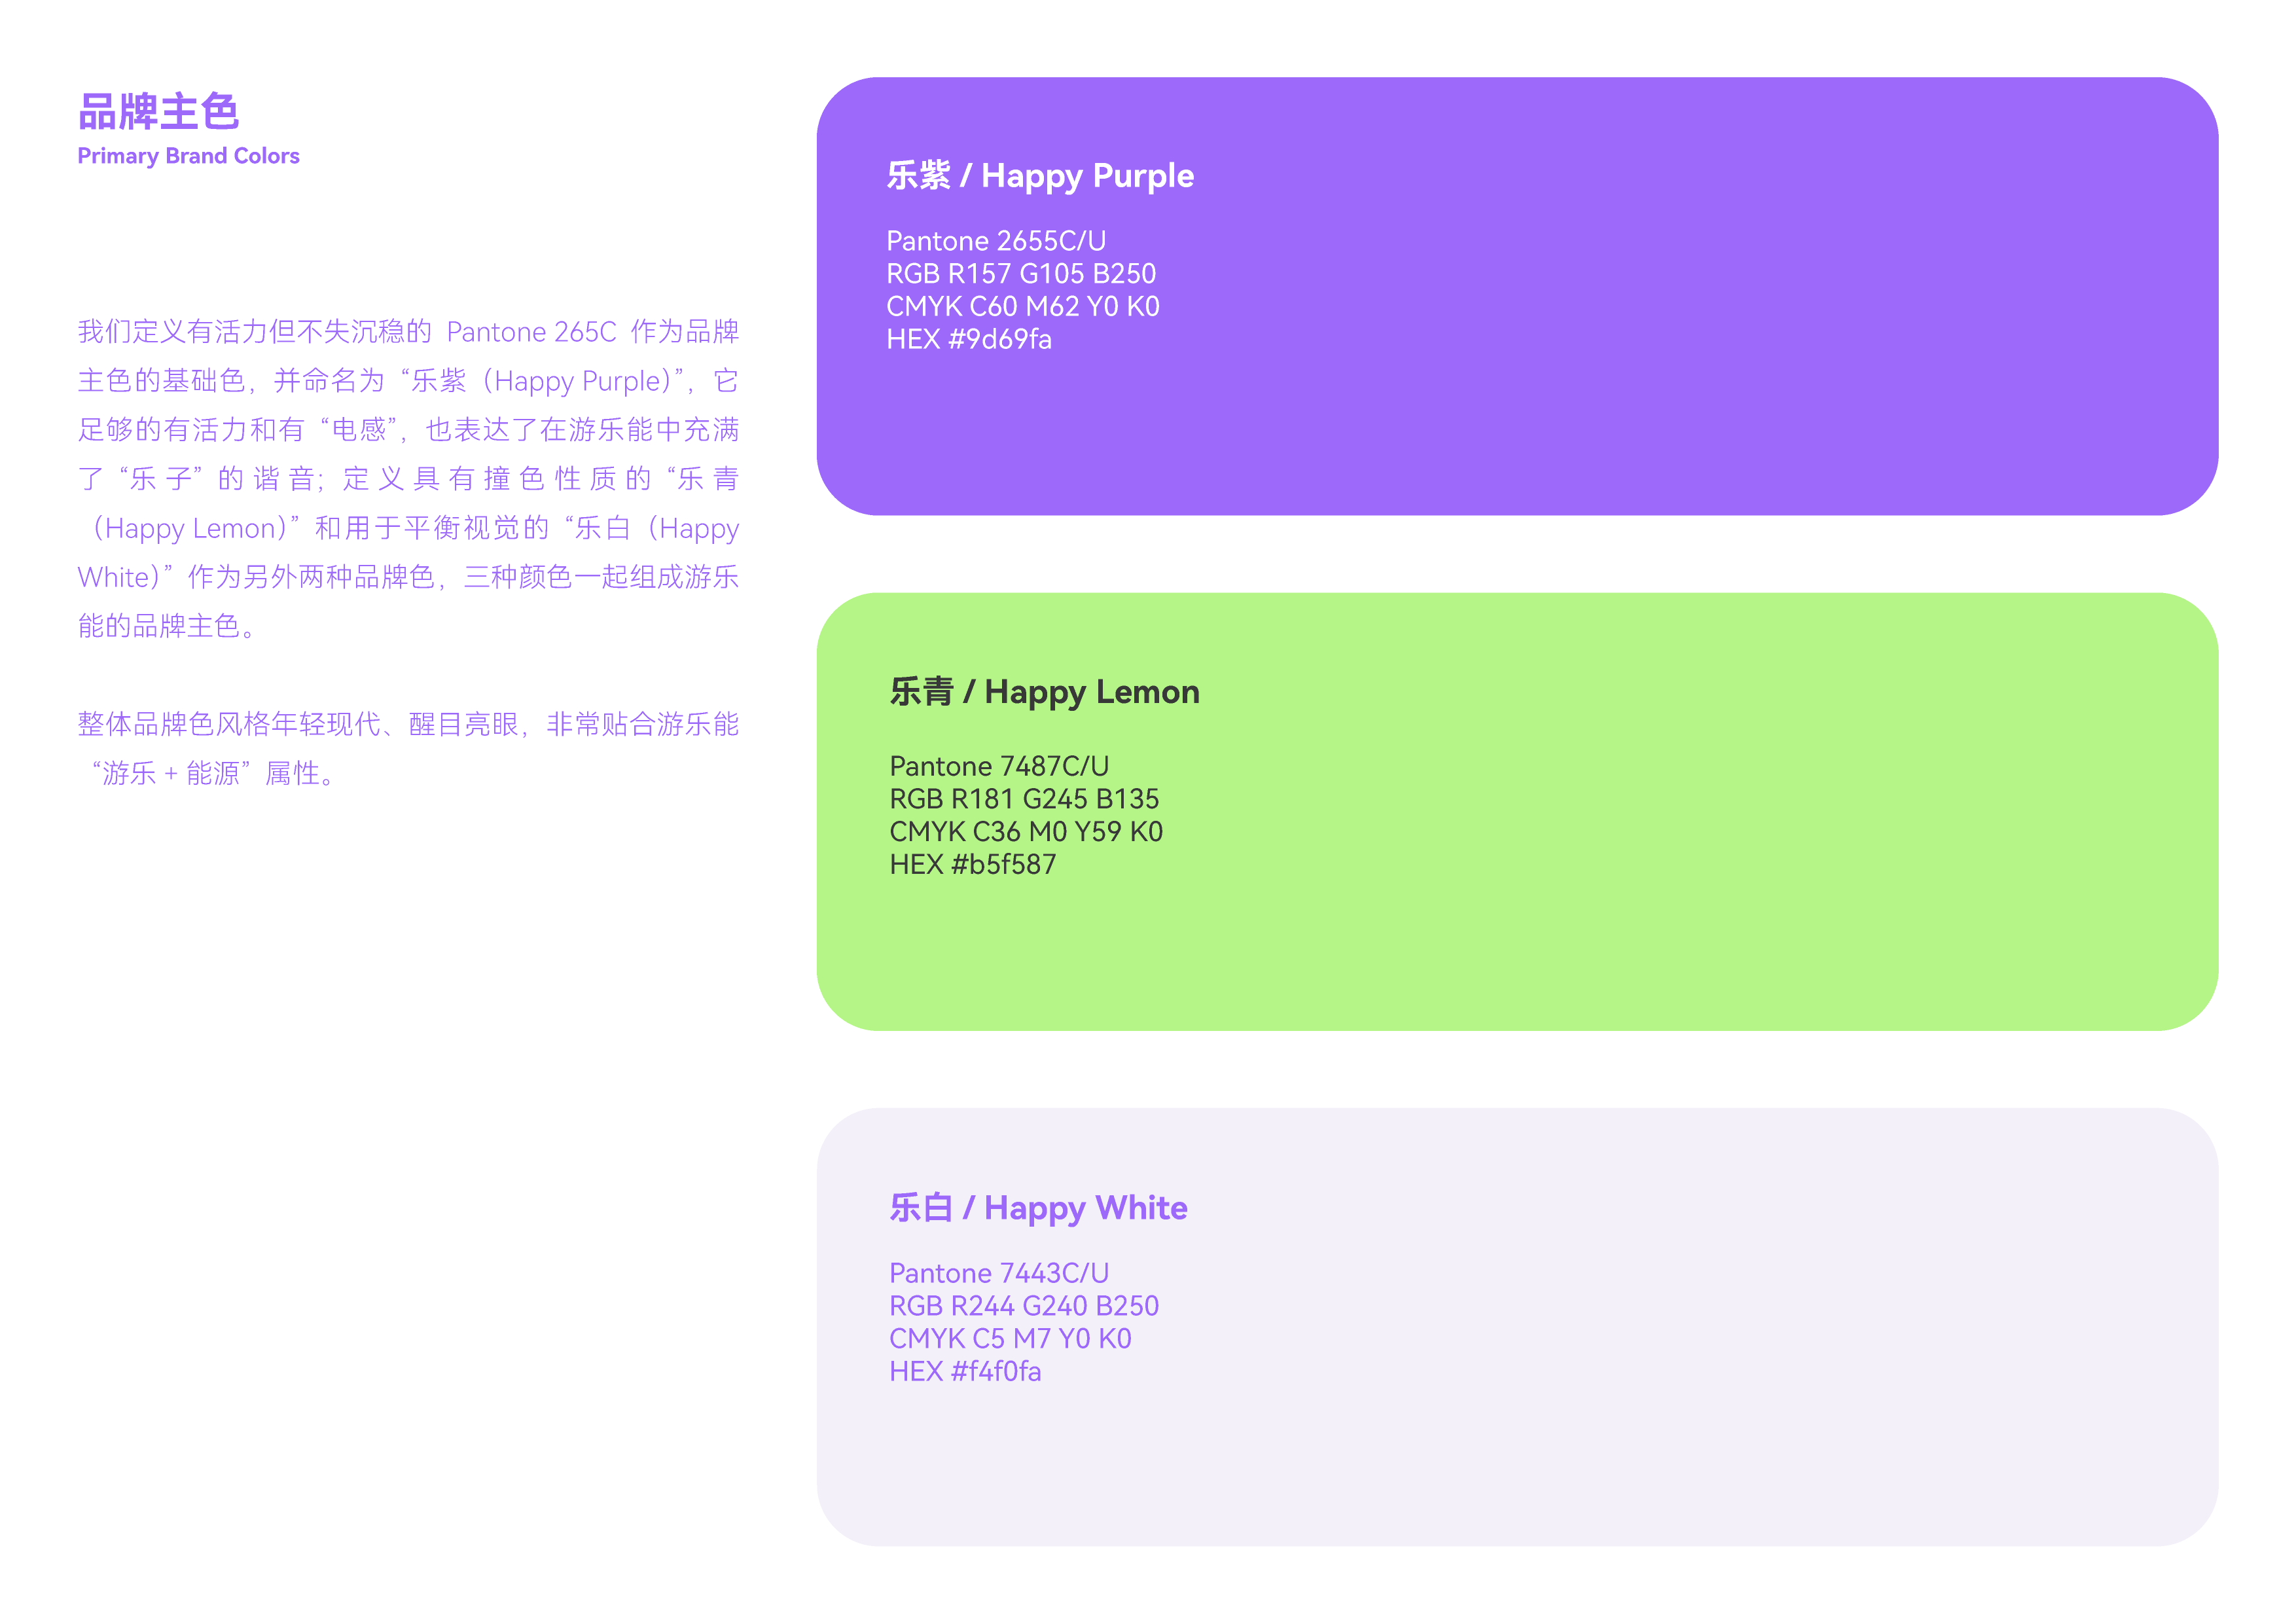 品牌主色
Primary Brand Colors
我们定义有活力但不失沉稳的 Pantone 265C 作为品牌
主色的基础色，并命名为“乐紫（Happy Purple）”，它
足够的有活力和有“电感”，也表达了在游乐能中充满
了“乐子”的谐音；定义具有撞色性质的“乐青
（Happy Lemon）”和用于平衡视觉的“乐白（Happy
White）”作为另外两种品牌色，三种颜色一起组成游乐
能的品牌主色。
整体品牌色风格年轻现代、醒目亮眼，非常贴合游乐能
“游乐 + 能源”属性。
乐紫 / Happy Purple
Pantone 2655C/U
RGB R157 G105 B250
CMYK C60 M62 Y0 K0
HEX #9d69fa
乐青 / Happy Lemon
Pantone 7487C/U
RGB R181 G245 B135
CMYK C36 M0 Y59 K0
HEX #b5f587
乐白 / Happy White
Pantone 7443C/U
RGB R244 G240 B250
CMYK C5 M7 Y0 K0
HEX #f4f0fa